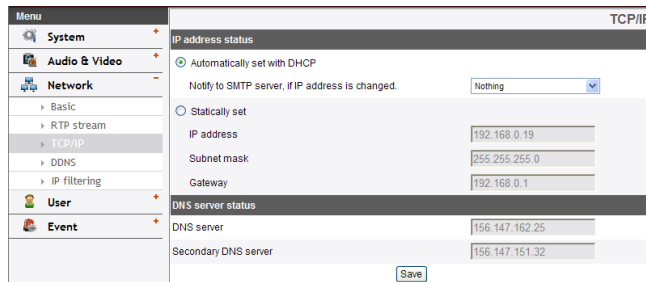 Menu
System
Audio & Video
Network
Basic
RTP stream
TCP/IP
DDNS
IP filtering
User
Event
TCP/IP
IP address status
Automatically set with DHCP
Notify to SMTP server, if IP address is changed. Nothing
Statically set
IP address 192.168.0.19
Subnet mask 255.255.255.0
Gateway 192.168.0.1
DNS server status
DNS server 156.147.162.25
Secondary DNS server 156.147.151.32
Save